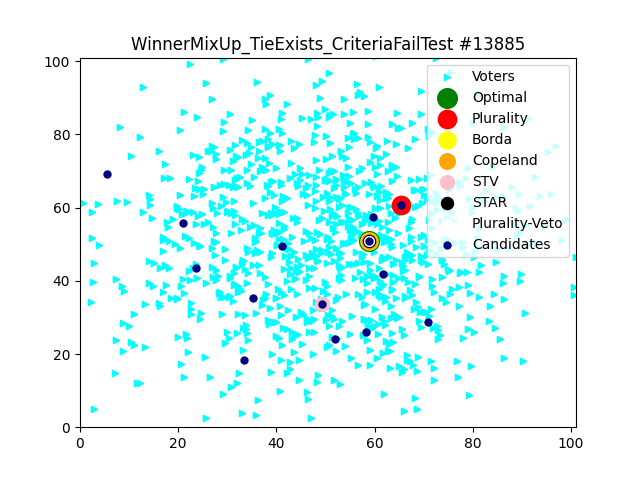 WinnerMixUp_TieExists_CriteriaFailTest #13885
100
80
60
40
20
0
0 20 40 60 80 100
Voters
Optimal
Plurality
Borda
Copeland
STV
STAR
Plurality-Veto
Candidates